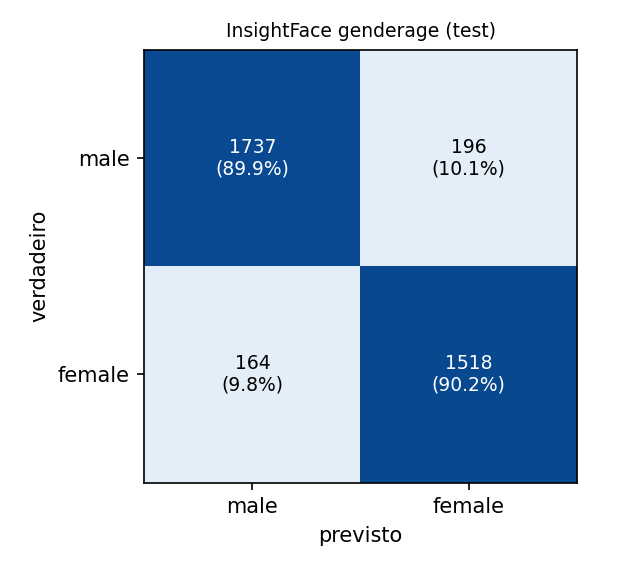 InsightFace genderage (test)
verdadeiro
male
1737
(89.9%)
196
(10.1%)
female
164
(9.8%)
1518
(90.2%)
male
female
previsto